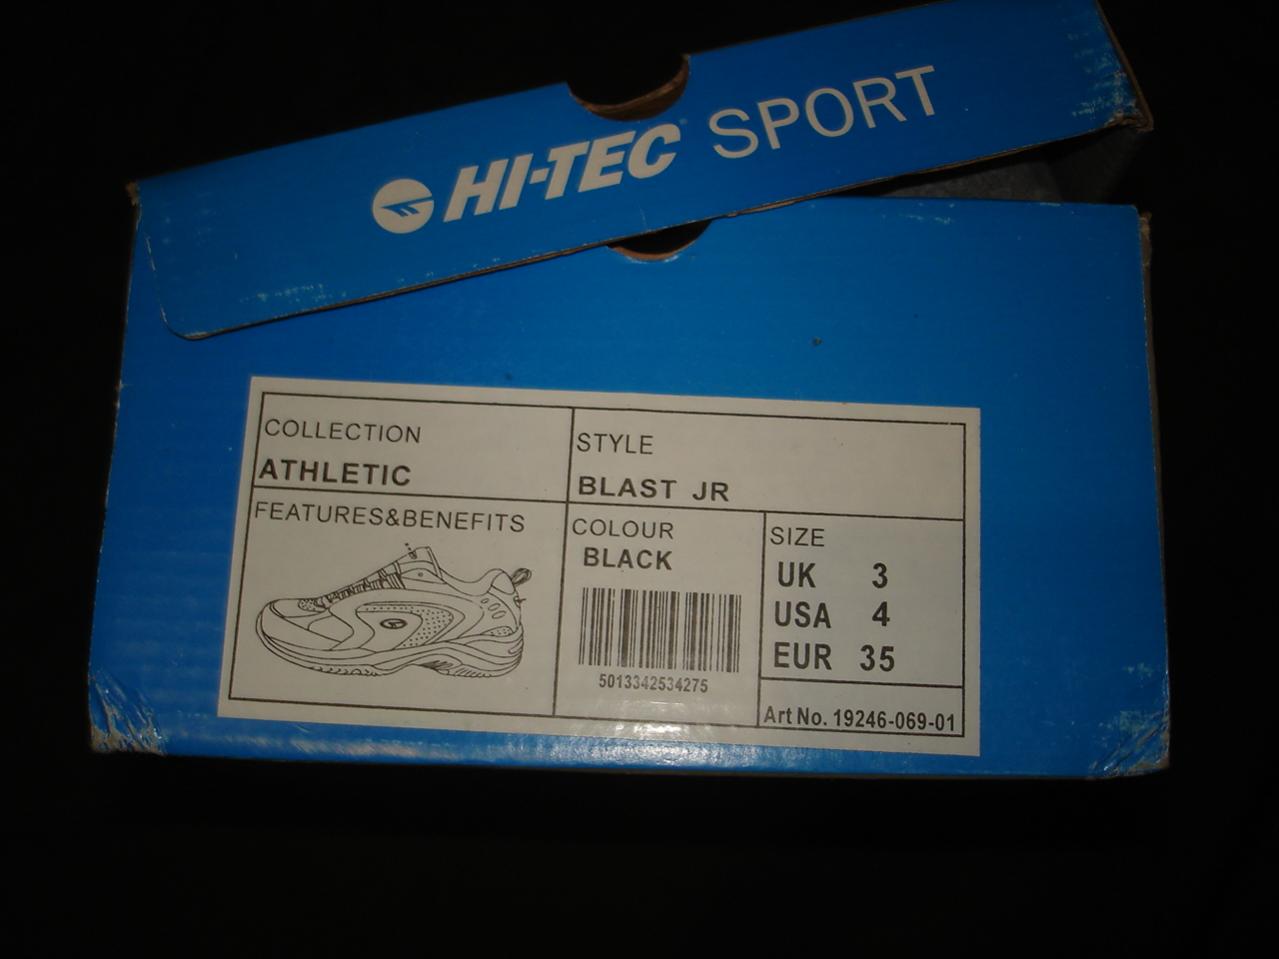 HI-TEC® SPORT
COLLECTION
ATHLETIC
STYLE
BLAST JR
FEATURES&BENEFITS
COLOUR
BLACK
5013342534275
SIZE
UK 3
USA 4
EUR 35
Art No. 19246-069-01